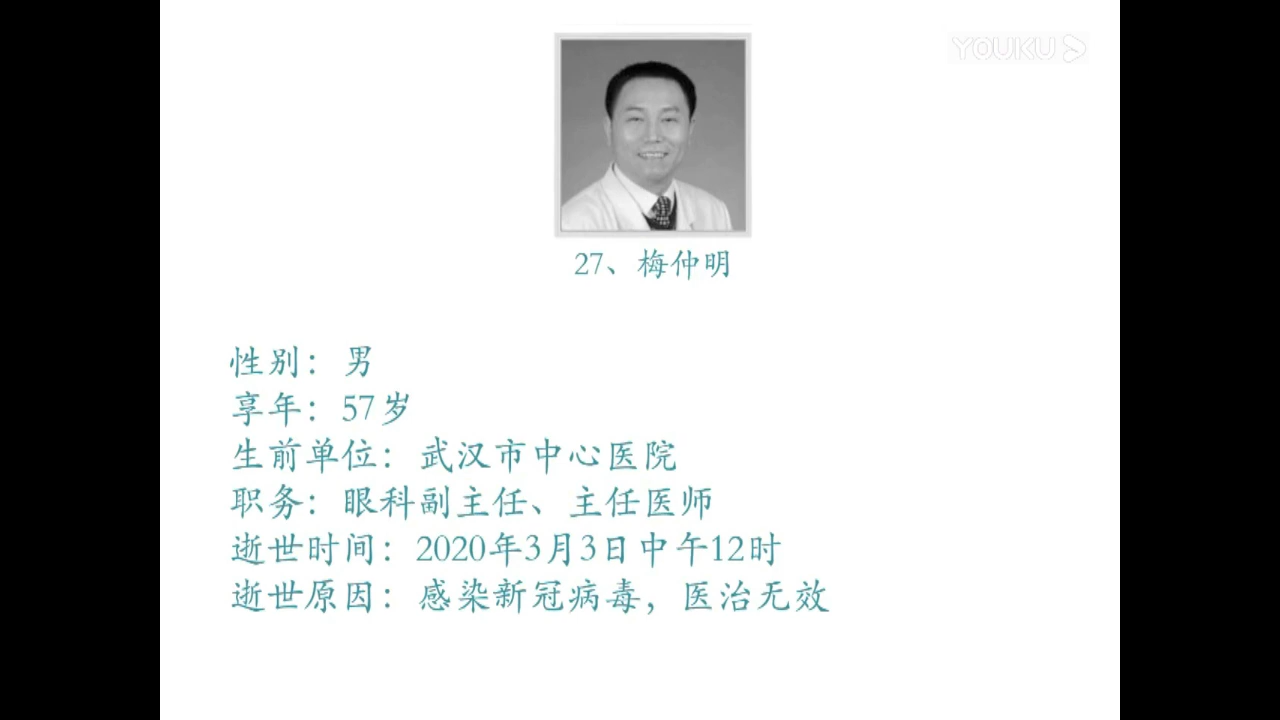 YOUKU
27、梅仲明
性别：男
享年：57岁
生前单位：武汉市中心医院
职务：眼科副主任、主任医师
逝世时间：2020年3月3日中午12时
逝世原因：感染新冠病毒，医治无效